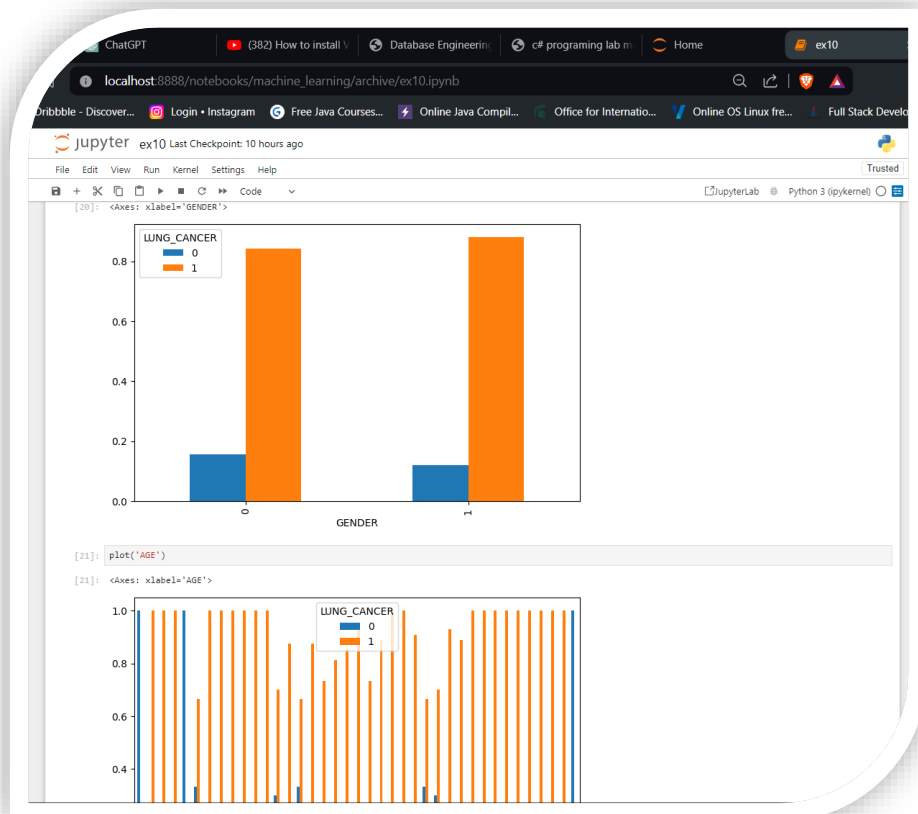 ChatGPT (382) How to install V Database Engineering c# programing lab m Home ex10
localhost:8888/notebooks/machine_learning/archive/ex10.ipynb
Dribbble - Discover... Login • Instagram Free Java Courses... Online Java Compil... Office for Internatio... Online OS Linux fre... Full Stack Develo
jupyter ex10 Last Checkpoint: 10 hours ago
File Edit View Run Kernel Settings Help Trusted
Code JupyterLab Python 3 (ipykernel)
[20]: <Axes: xlabel='GENDER'>
LUNG_CANCER
0
1
0.8
0.6
0.4
0.2
0.0
0 1
GENDER
[21]: plot('AGE')
[21]: <Axes: xlabel='AGE'>
1.0 LUNG_CANCER
0
1
0.8
0.6
0.4